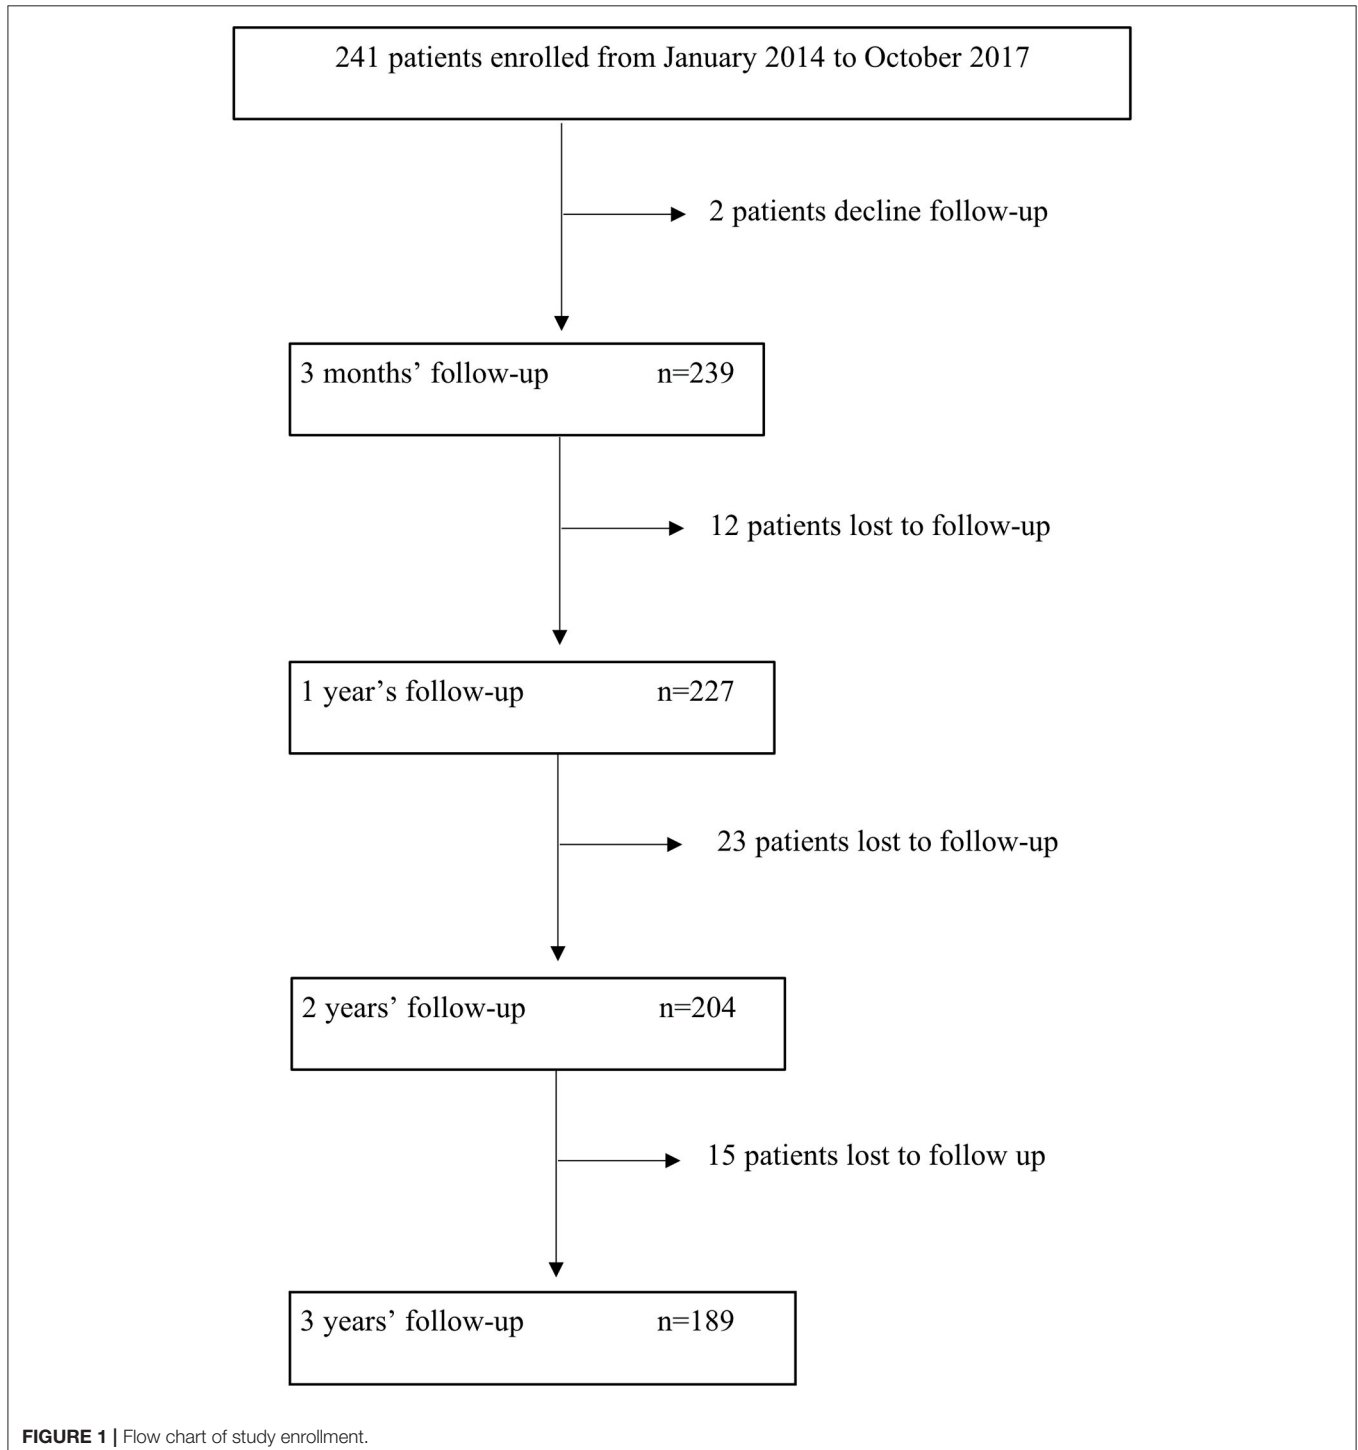 241 patients enrolled from January 2014 to October 2017
2 patients decline follow-up
3 months’ follow-up n=239
12 patients lost to follow-up
1 year’s follow-up n=227
23 patients lost to follow-up
2 years’ follow-up n=204
15 patients lost to follow up
3 years’ follow-up n=189
FIGURE 1 | Flow chart of study enrollment.